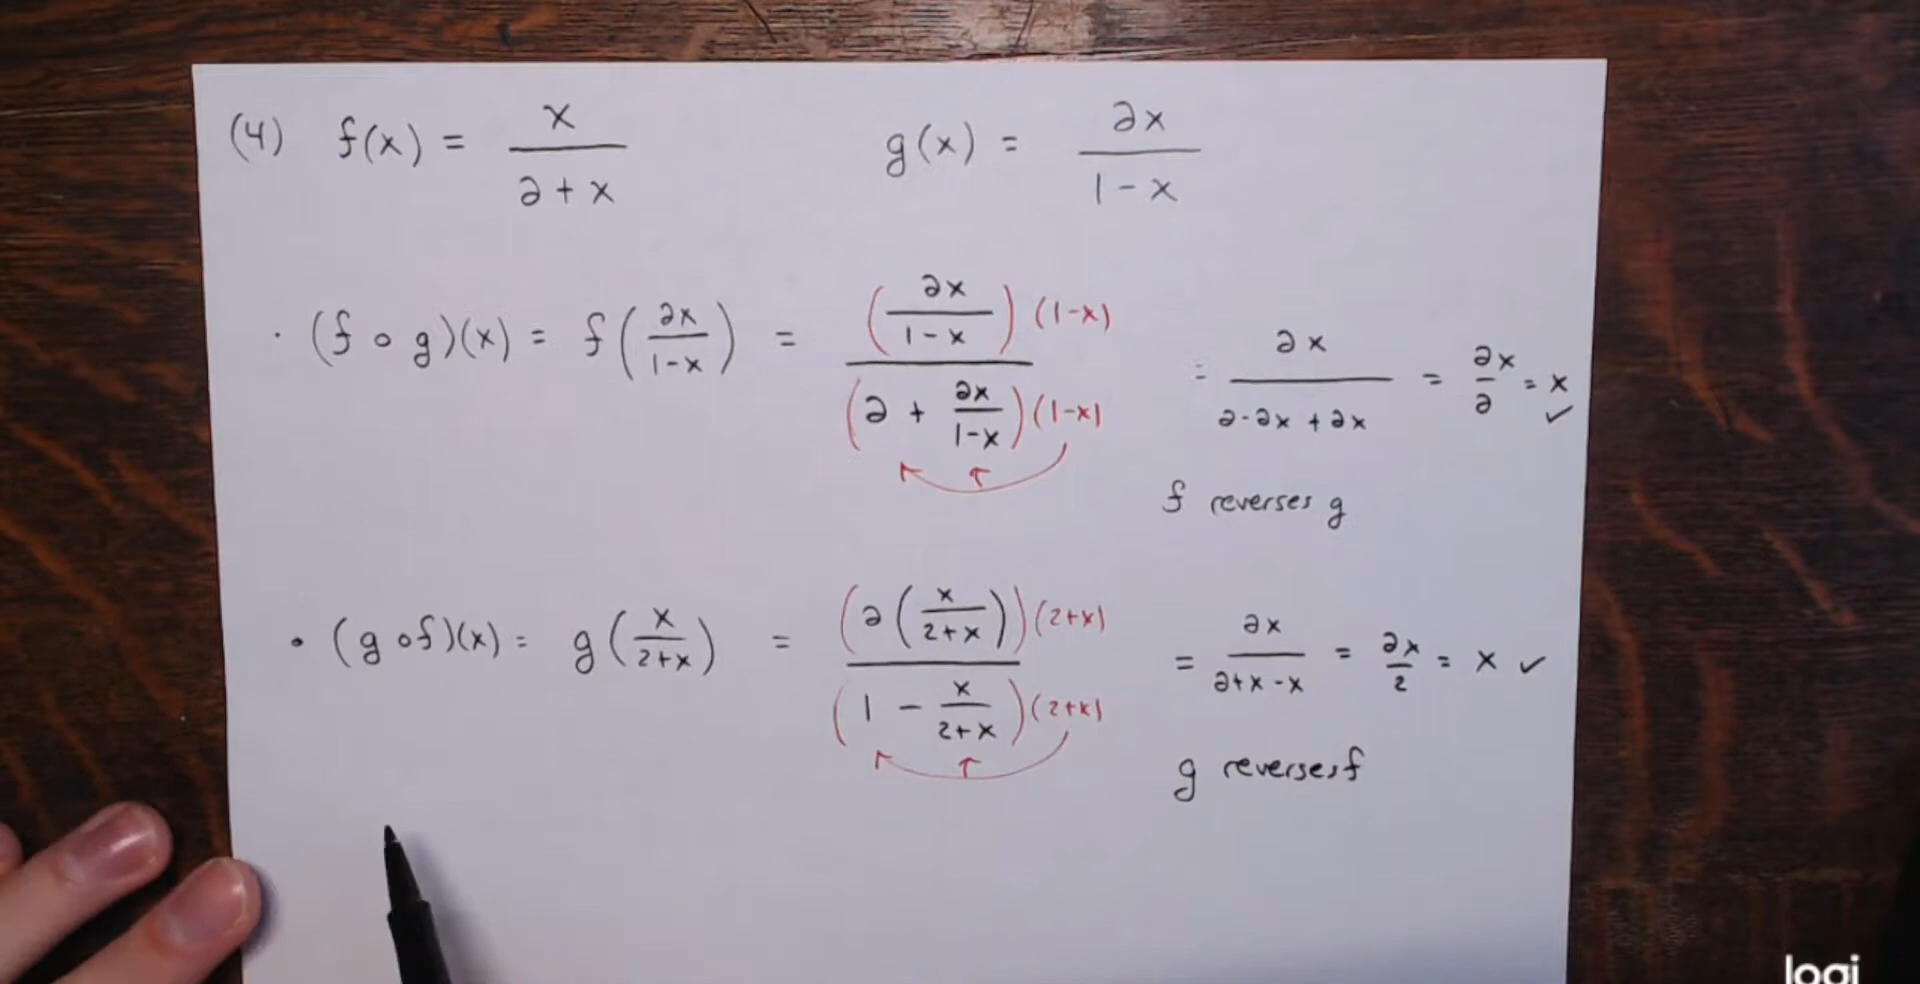 (4) f(x) = x/(2+x) g(x) = 2x/(1-x)
· (f ∘ g)(x) = f(2x/(1-x)) = (2x/(1-x))(1-x) / (2 + 2x/(1-x))(1-x) = 2x/(2-2x+2x) = 2x/2 = x ✓
f reverses g
• (g ∘ f)(x) = g(x/(2+x)) = (2(x/(2+x)))(2+x) / (1 - x/(2+x))(2+x) = 2x/(2+x-x) = 2x/2 = x ✓
g reverses f
logi